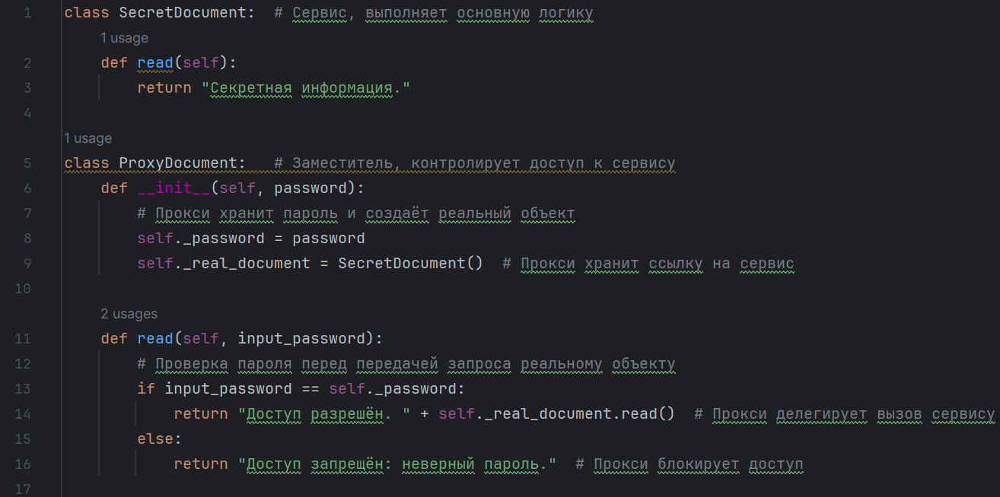 1 class SecretDocument:  # Сервис, выполняет основную логику
1 usage
2 def read(self):
3 return "Секретная информация."
4
1 usage
5 class ProxyDocument:   # Заместитель, контролирует доступ к сервису
6 def __init__(self, password):
7 # Прокси хранит пароль и создаёт реальный объект
8 self._password = password
9 self._real_document = SecretDocument()  # Прокси хранит ссылку на сервис
10
2 usages
11 def read(self, input_password):
12 # Проверка пароля перед передачей запроса реальному объекту
13 if input_password == self._password:
14 return "Доступ разрешён. " + self._real_document.read()  # Прокси делегирует вызов сервису
15 else:
16 return "Доступ запрещён: неверный пароль."  # Прокси блокирует доступ
17